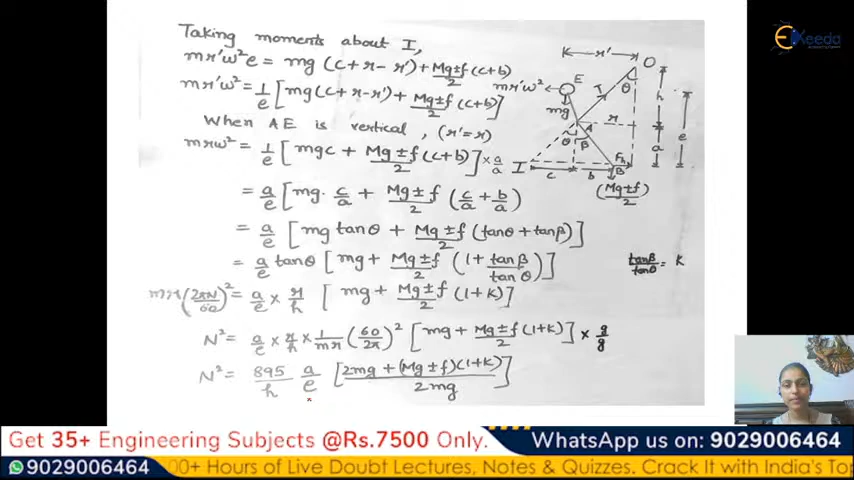 Taking moments about I,
mr'ω²e = mg (c+r-r') + Mg±f/2 (c+b)
mr'ω² = 1/e [mg(c+r-r') + Mg±f/2 (c+b)]
When AE is vertical, (r'=r)
mrω² = 1/e [mgc + Mg±f/2 (c+b)] × a/a
= a/e [mg. c/a + Mg±f/2 (c/a + b/a)]
= a/e [mg tanθ + Mg±f/2 (tanθ + tanβ)]
= a/e tanθ [mg + Mg±f/2 (1 + tanβ/tanθ)]
tanβ/tanθ = K
mr(2πN/60)² = a/e × r/h [mg + Mg±f/2 (1+K)]
N² = a/e × r/h × 1/mr (60/2π)² [mg + Mg±f/2 (1+K)] × g/g
N² = 895/h a/e [2mg + (Mg±f)(1+K)/2mg]
r'
O
E
mr'ω²
mg
T
θ
h
e
A
r
θ
β
a
I
F_h
B
c
b
(Mg±f)/2
Ekeeda
Get 35+ Engineering Subjects @Rs.7500 Only.
WhatsApp us on: 9029006464
9029006464
00+ Hours of Live Doubt Lectures, Notes & Quizzes. Crack It with India's Top